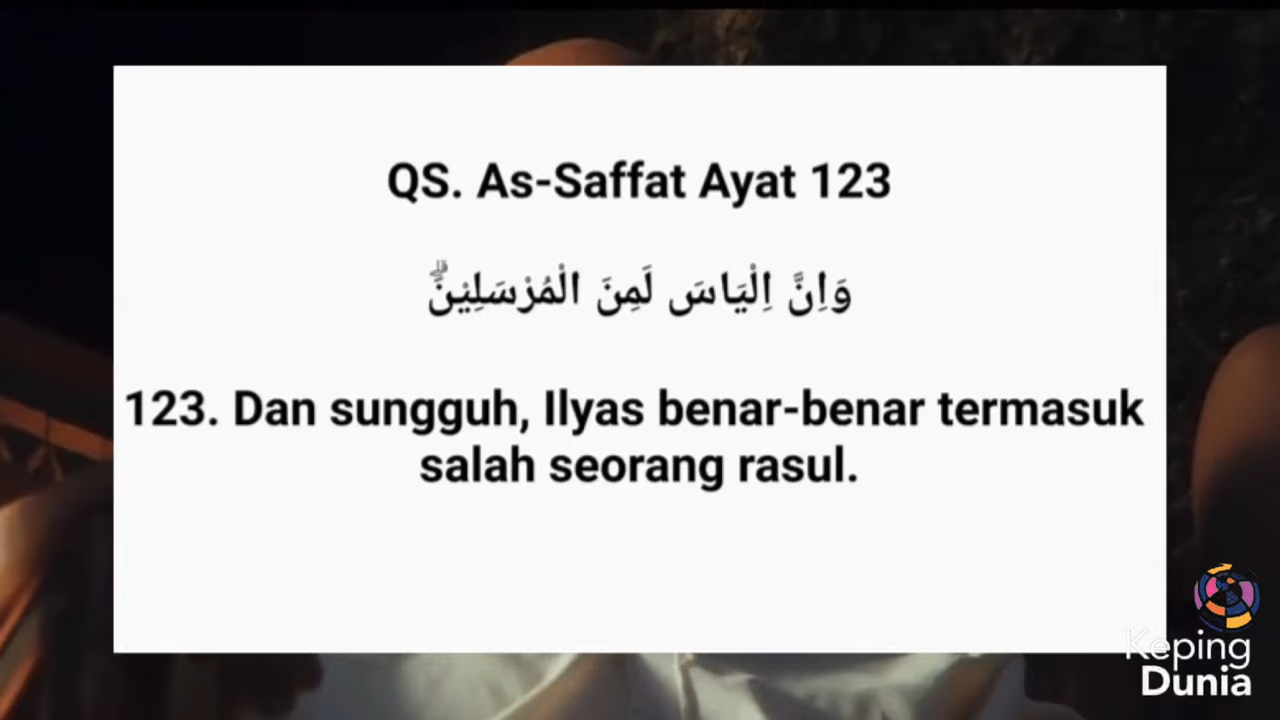 QS. As-Saffat Ayat 123
وَاِنَّ اِلْيَاسَ لَمِنَ الْمُرْسَلِيْنَۗ
123. Dan sungguh, Ilyas benar-benar termasuk
salah seorang rasul.
Keping
Dunia